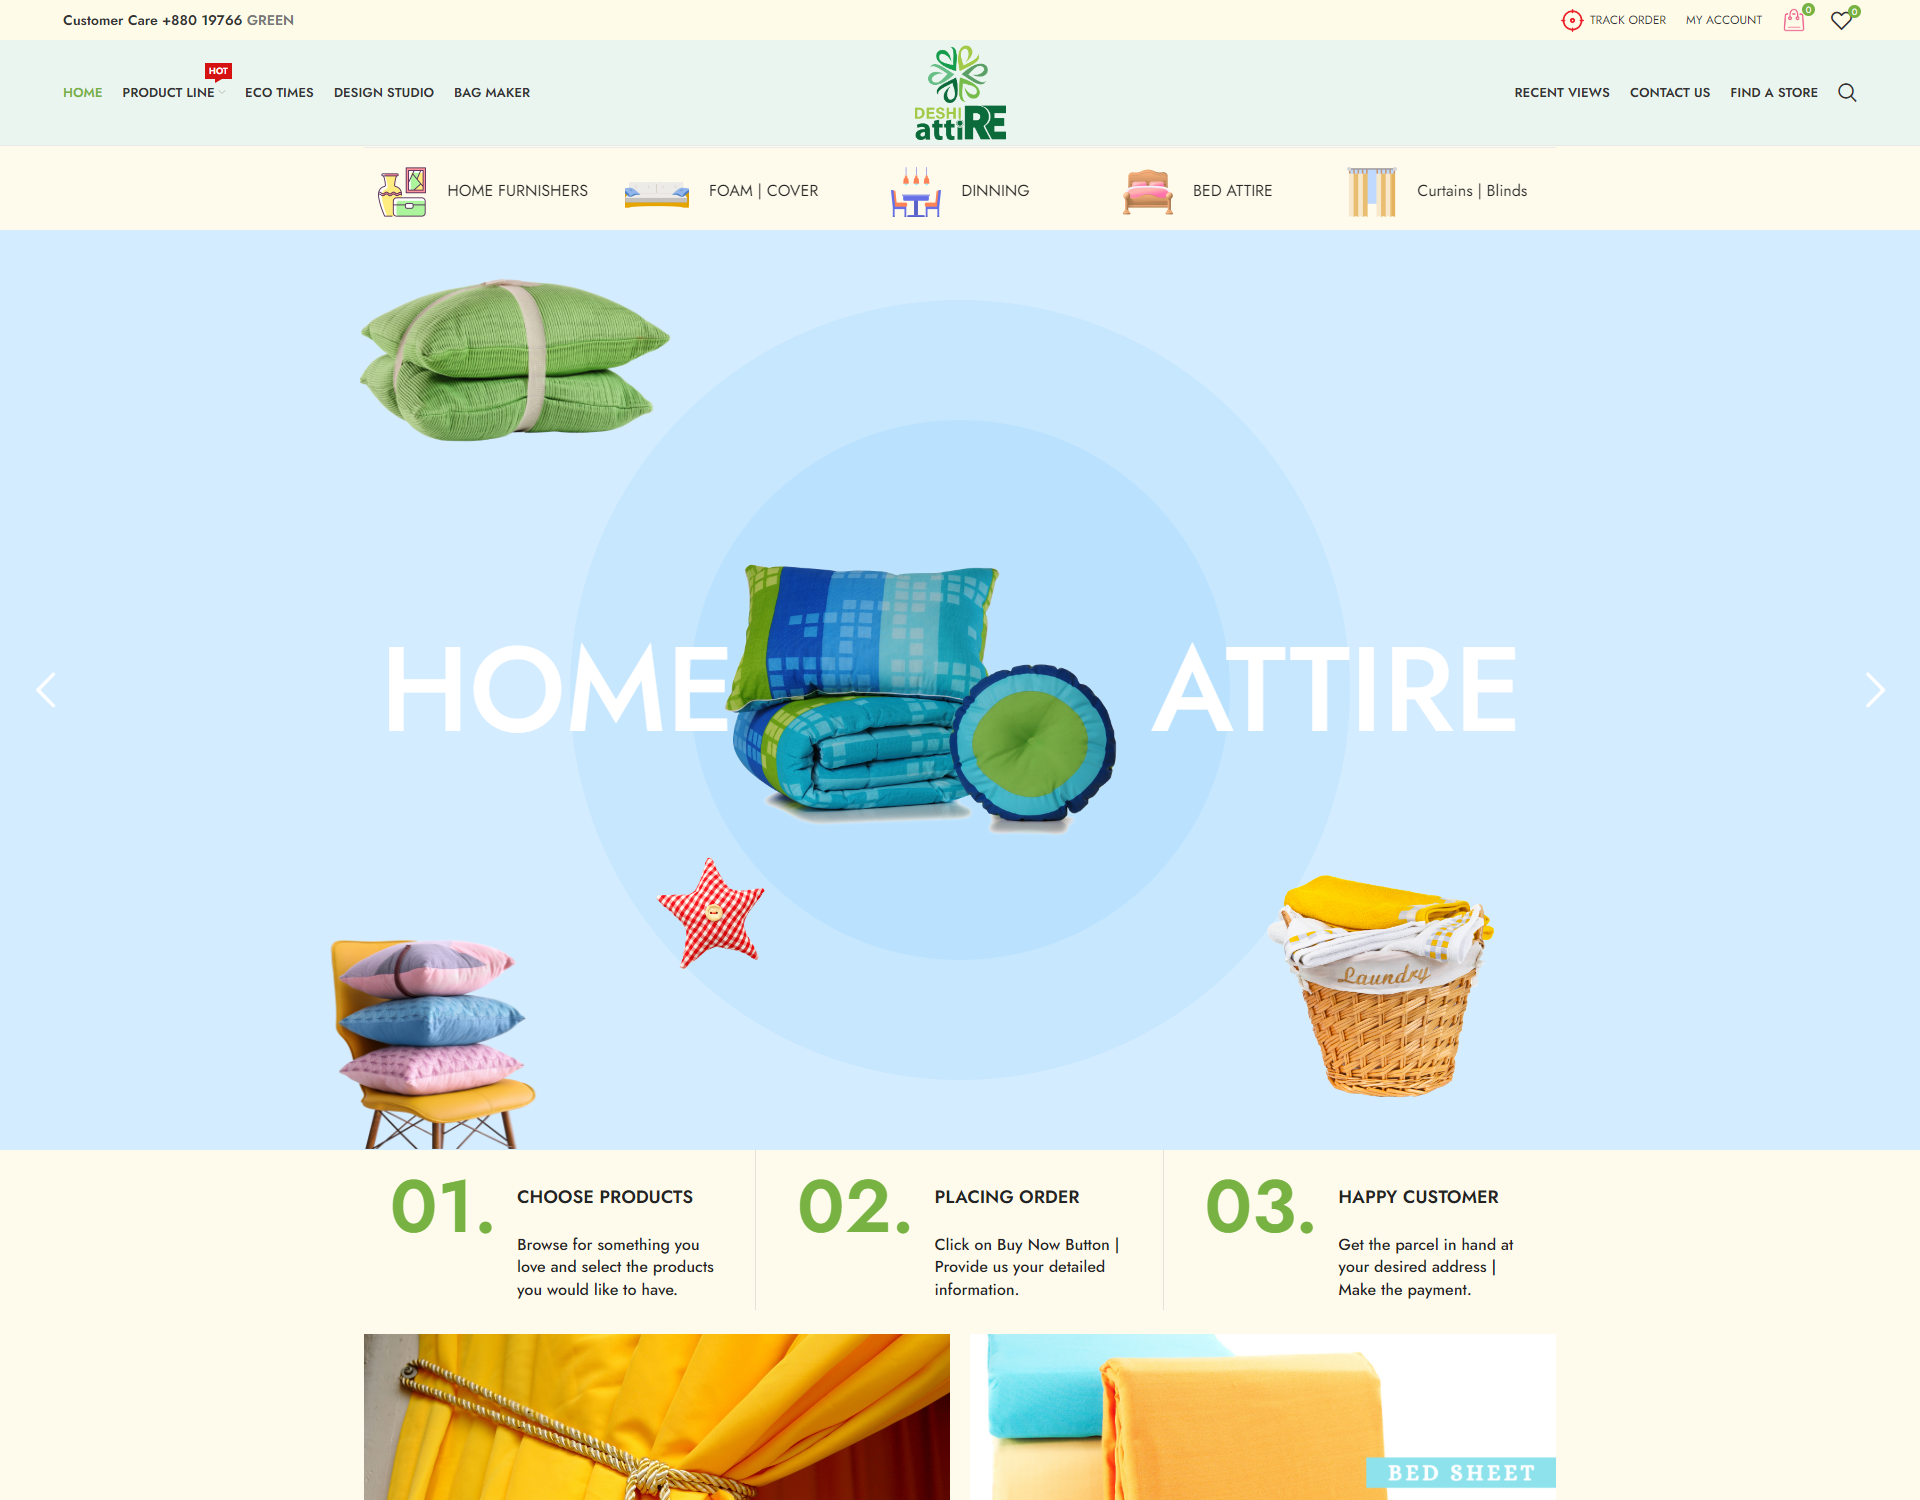 Customer Care +880 19766 GREEN
TRACK ORDER
MY ACCOUNT
0
0
HOME
PRODUCT LINE
HOT
ECO TIMES
DESIGN STUDIO
BAG MAKER
DESHI
attiRE
RECENT VIEWS
CONTACT US
FIND A STORE
HOME FURNISHERS
FOAM | COVER
DINNING
BED ATTIRE
Curtains | Blinds
HOME
ATTIRE
Laundry
01.
CHOOSE PRODUCTS
Browse for something you
love and select the products
you would like to have.
02.
PLACING ORDER
Click on Buy Now Button |
Provide us your detailed
information.
03.
HAPPY CUSTOMER
Get the parcel in hand at
your desired address |
Make the payment.
BED SHEET